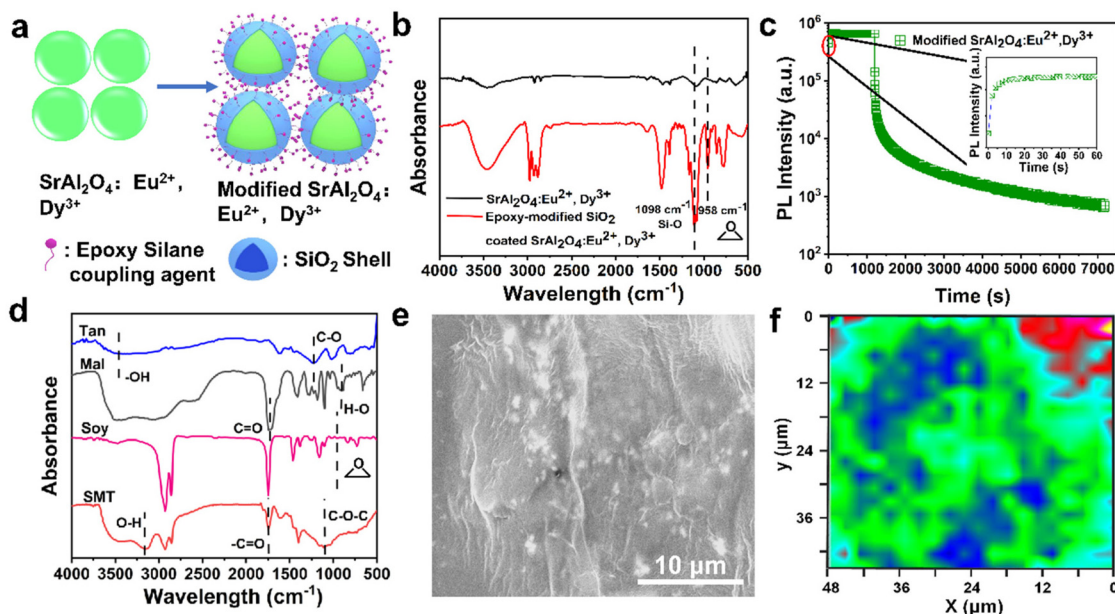 a
SrAl₂O₄: Eu²⁺,
Dy³⁺
Modified SrAl₂O₄:
Eu²⁺, Dy³⁺
: Epoxy Silane
coupling agent
: SiO₂ Shell
b
Absorbance
SrAl₂O₄:Eu²⁺, Dy³⁺
Epoxy-modified SiO₂
coated SrAl₂O₄:Eu²⁺, Dy³⁺
1098 cm⁻¹
Si-O
958 cm⁻¹
O
4000 3500 3000 2500 2000 1500 1000 500
Wavelength (cm⁻¹)
c
PL Intensity (a.u.)
10⁶
10⁵
10⁴
10³
10²
Modified SrAl₂O₄:Eu²⁺,Dy³⁺
PL Intensity (a.u.)
0 10 20 30 40 50 60
Time (s)
0 1000 2000 3000 4000 5000 6000 7000
Time (s)
d
Absorbance
Tan
C-O
-OH
Mal
H-O
C=O
Soy
O
SMT
O-H
C-O-C
-C=O
4000 3500 3000 2500 2000 1500 1000 500
Wavelength (cm⁻¹)
e
10 μm
f
y (μm)
0
12
24
36
48 36 24 12 0
X (μm)